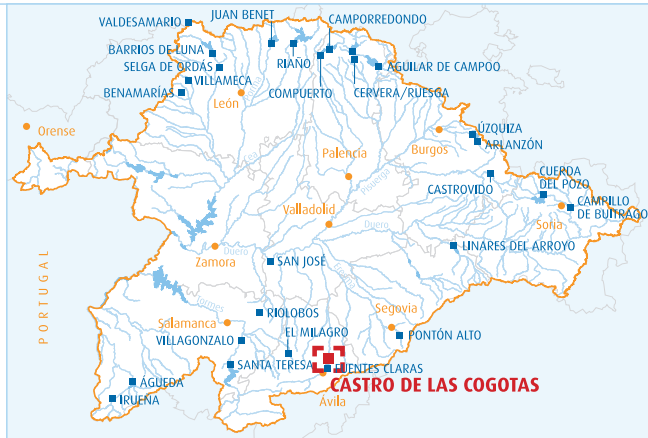 VALDESAMARIO
JUAN BENET
CAMPORREDONDO
BARRIOS DE LUNA
SELGA DE ORDÁS
RIAÑO
AGUILAR DE CAMPOO
VILLAMECA
BENAMARÍAS
COMPUERTO
CERVERA/RUESGA
León
Orense
Burgos
ÚZQUIZA
ARLANZÓN
Palencia
Pisuerga
CUERDA
DEL POZO
CASTROVIDO
CAMPILLO
DE BUITRAGO
Valladolid
Soria
Duero
Duero
LINARES DEL ARROYO
Zamora
SAN JOSÉ
PORTUGAL
Tormes
RIOLOBOS
Segovia
Salamanca
EL MILAGRO
PONTÓN ALTO
VILLAGONZALO
SANTA TERESA
FUENTES CLARAS
CASTRO DE LAS COGOTAS
ÁGUEDA
IRUEÑA
Ávila